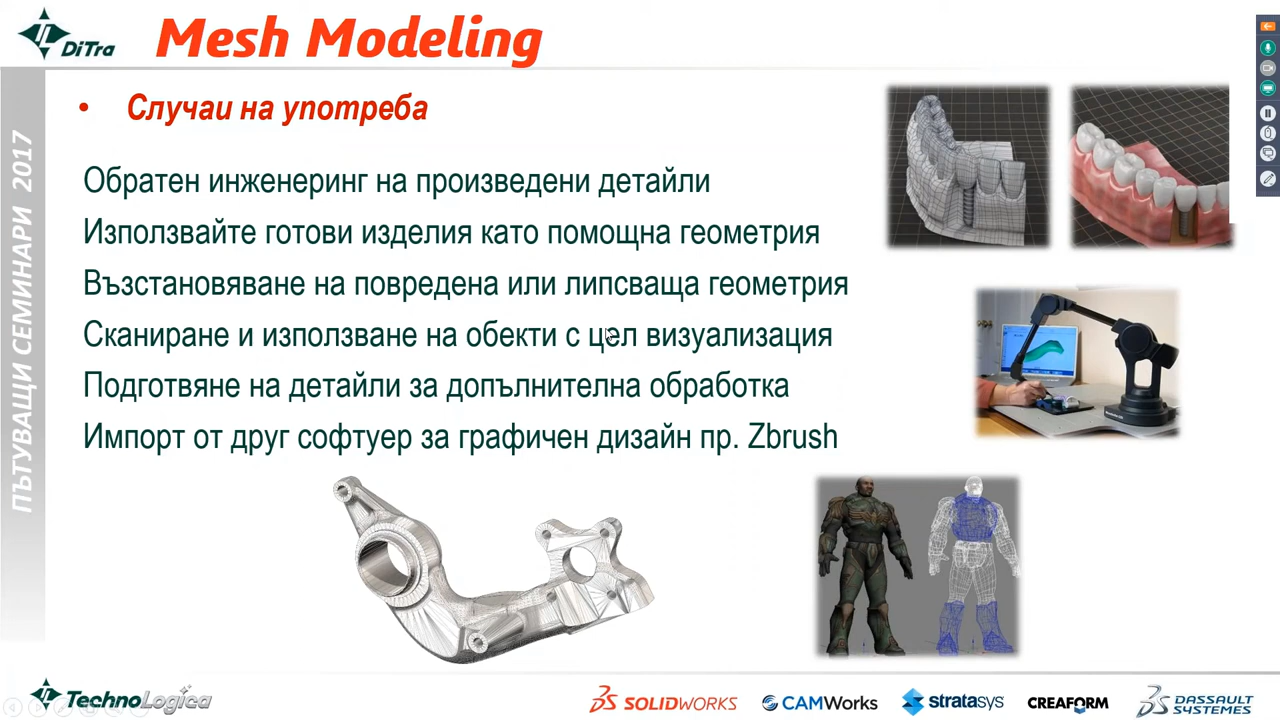 DiTra
Mesh Modeling
• Случаи на употреба
ПЪТУВАЩИ СЕМИНАРИ 2017
Обратен инженеринг на произведени детайли
Използвайте готови изделия като помощна геометрия
Възстановяване на повредена или липсваща геометрия
Сканиране и използване на обекти с цел визуализация
Подготвяне на детайли за допълнителна обработка
Импорт от друг софтуер за графичен дизайн пр. Zbrush
TechnoLogica
SOLIDWORKS
CAMWorks
stratasys
CREAFORM
DASSAULT SYSTEMES